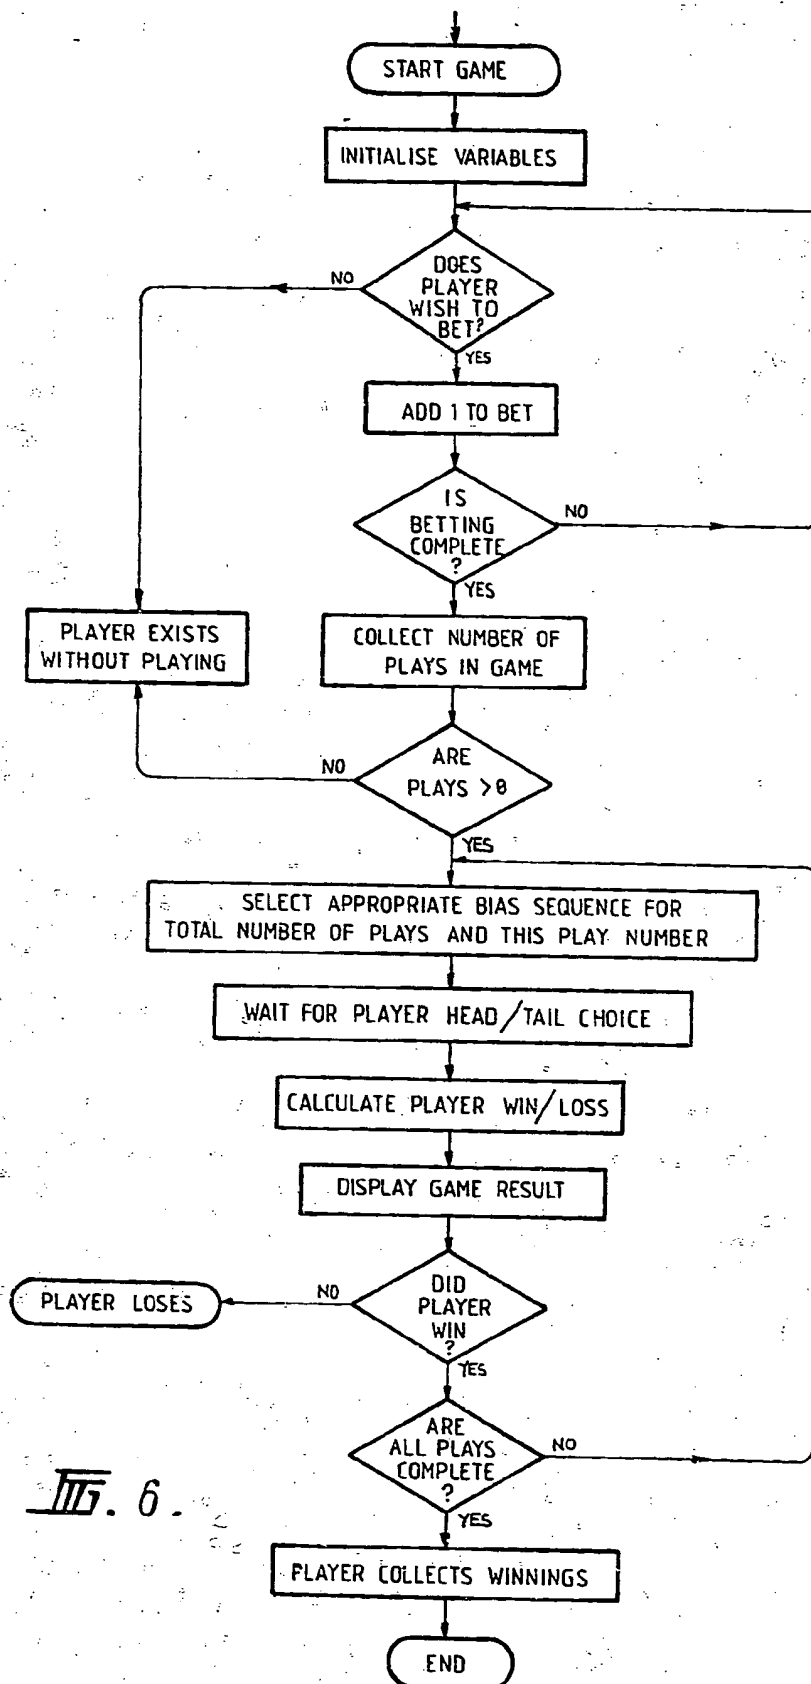 START GAME
INITIALISE VARIABLES
DOES
PLAYER
WISH TO
BET?
NO
YES
ADD 1 TO BET
IS
BETTING
COMPLETE
?
NO
YES
PLAYER EXISTS
WITHOUT PLAYING
COLLECT NUMBER OF
PLAYS IN GAME
ARE
PLAYS >0
NO
YES
SELECT APPROPRIATE BIAS SEQUENCE FOR
TOTAL NUMBER OF PLAYS AND THIS PLAY NUMBER
WAIT FOR PLAYER HEAD/TAIL CHOICE
CALCULATE PLAYER WIN/LOSS
DISPLAY GAME RESULT
DID
PLAYER
WIN
?
NO
PLAYER LOSES
YES
ARE
ALL PLAYS
COMPLETE
?
NO
YES
FIG. 6.
PLAYER COLLECTS WINNINGS
END